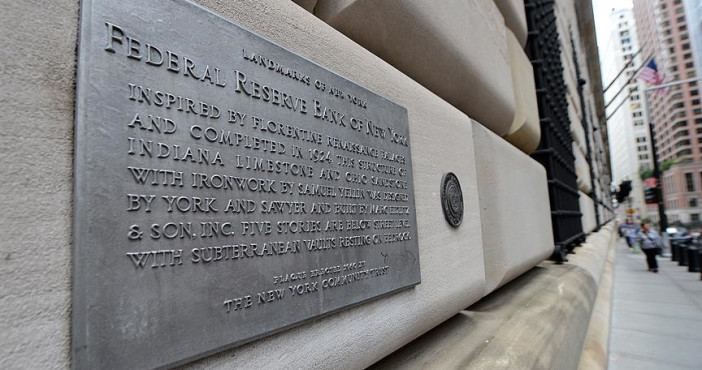 LANDMARKS OF NEW YORK
FEDERAL RESERVE BANK OF NEW YORK
INSPIRED BY FLORENTINE RENAISSANCE PALACES
AND COMPLETED IN 1924 THIS STRUCTURE OF
INDIANA LIMESTONE AND OHIO SANDSTONE
WITH IRONWORK BY SAMUEL YELLIN WAS DESIGNED
BY YORK AND SAWYER AND BUILT BY MARC EIDLITZ
& SON, INC. FIVE STORIES ARE BELOW STREET LEVEL
WITH SUBTERRANEAN VAULTS RESTING ON BEDROCK.
PLAQUE ERECTED BY
THE NEW YORK COMMUNITY TRUST